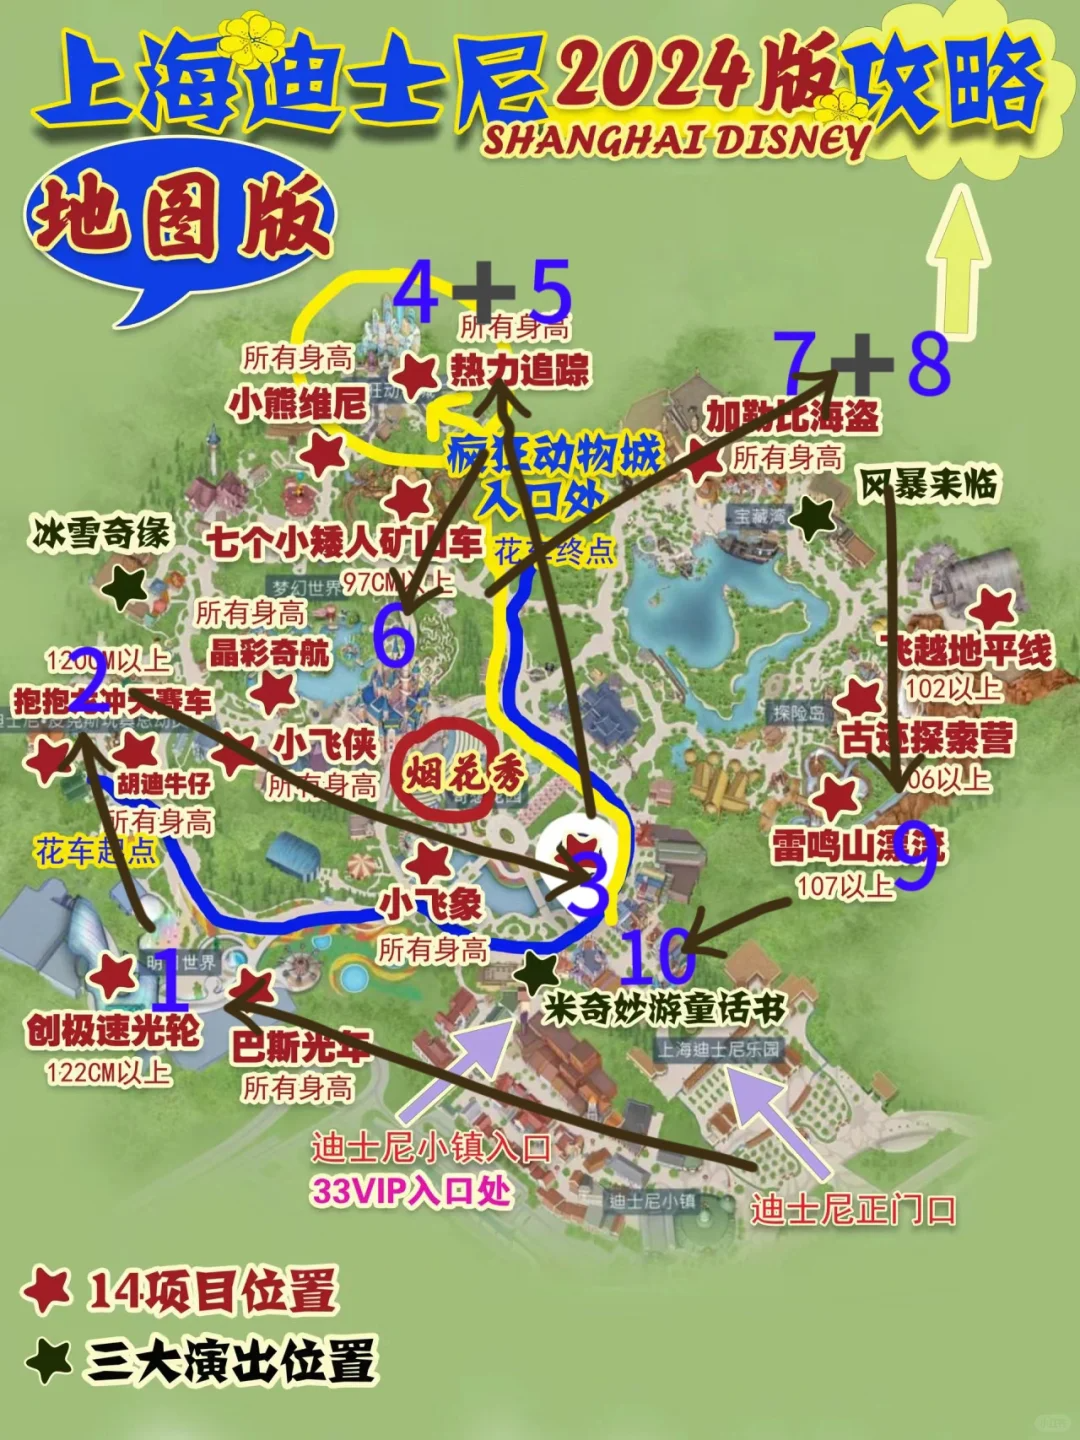 上海迪士尼2024版攻略
SHANGHAI DISNEY
地图版
4+5
所有身高
热力追踪
所有身高
小熊维尼
7+8
加勒比海盗
所有身高
疯狂动物城
入口处
风暴来临
宝藏湾
冰雪奇缘
七个小矮人矿山车
97CM以上
花车终点
梦幻世界
所有身高
晶彩奇航
6
120CM以上
2
抱抱龙冲天赛车
飞越地平线
102以上
探险岛
古迹探索营
106以上
小飞侠
所有身高
烟花秀
胡迪牛仔
所有身高
花车起点
雷鸣山漂流
107以上
9
3
小飞象
所有身高
10
明日世界
1
米奇妙游童话书
创极速光轮
122CM以上
巴斯光年
所有身高
上海迪士尼乐园
迪士尼小镇入口
33VIP入口处
迪士尼小镇
迪士尼正门口
14项目位置
三大演出位置